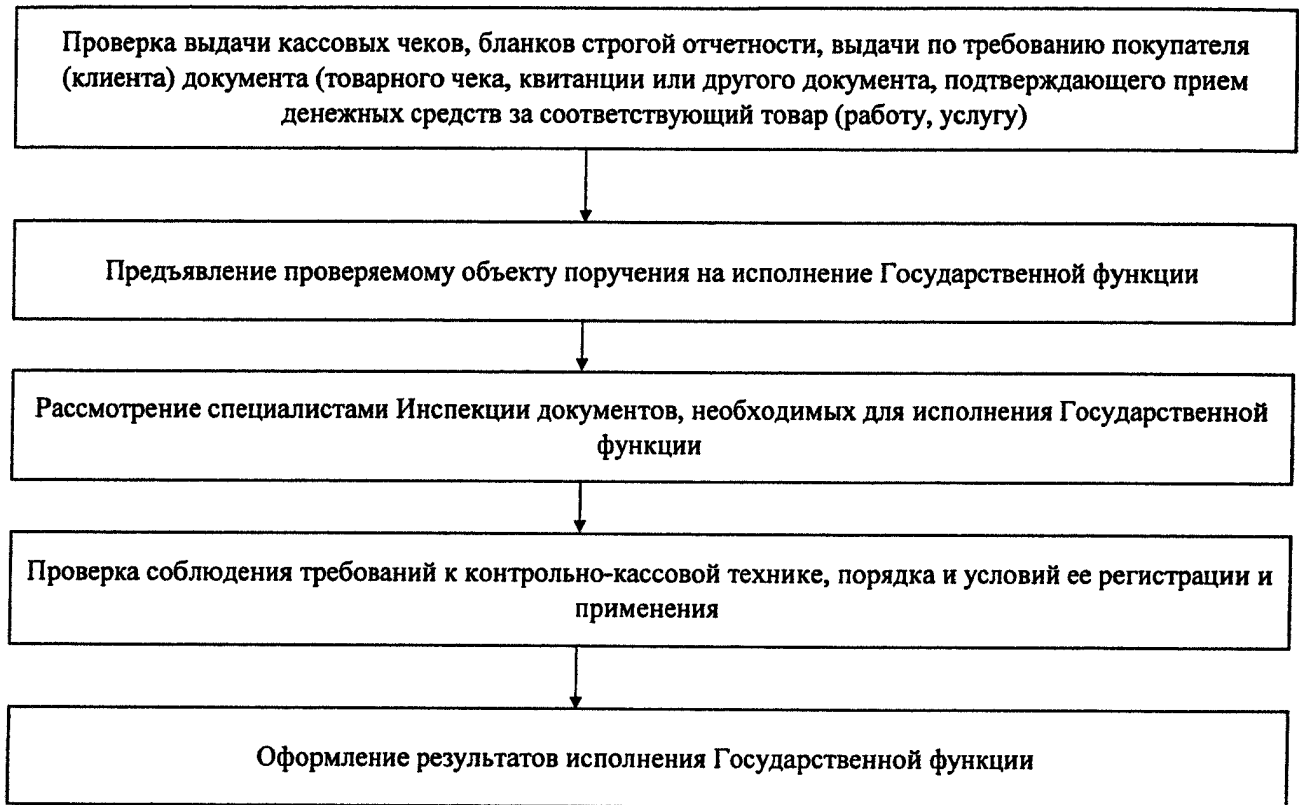 Проверка выдачи кассовых чеков, бланков строгой отчетности, выдачи по требованию покупателя
(клиента) документа (товарного чека, квитанции или другого документа, подтверждающего прием
денежных средств за соответствующий товар (работу, услугу)
Предъявление проверяемому объекту поручения на исполнение Государственной функции
Рассмотрение специалистами Инспекции документов, необходимых для исполнения Государственной
функции
Проверка соблюдения требований к контрольно-кассовой технике, порядка и условий ее регистрации и
применения
Оформление результатов исполнения Государственной функции